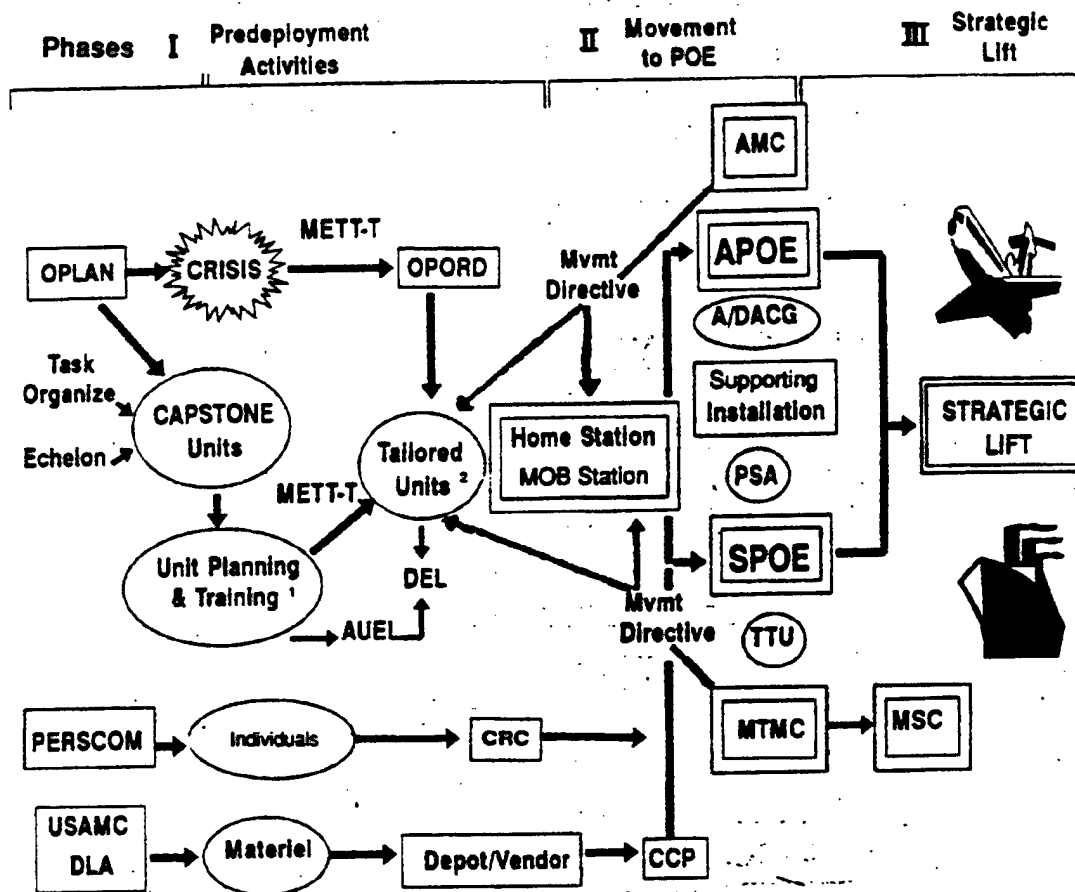 Phases I Predeployment Activities
II Movement to POE
III Strategic Lift
AMC
METT-T
OPLAN
CRISIS
OPORD
Mvmt
Directive
APOE
A/DACG
Task
Organize
Echelon
CAPSTONE
Units
Tailored
Units 2
Home Station
MOB Station
Supporting
Installation
STRATEGIC
LIFT
METT-T
PSA
Unit Planning
& Training 1
DEL
SPOE
AUEL
Mvmt
Directive
TTU
PERSCOM
Individuals
CRC
MTMC
MSC
USAMC
DLA
Materiel
Depot/Vendor
CCP